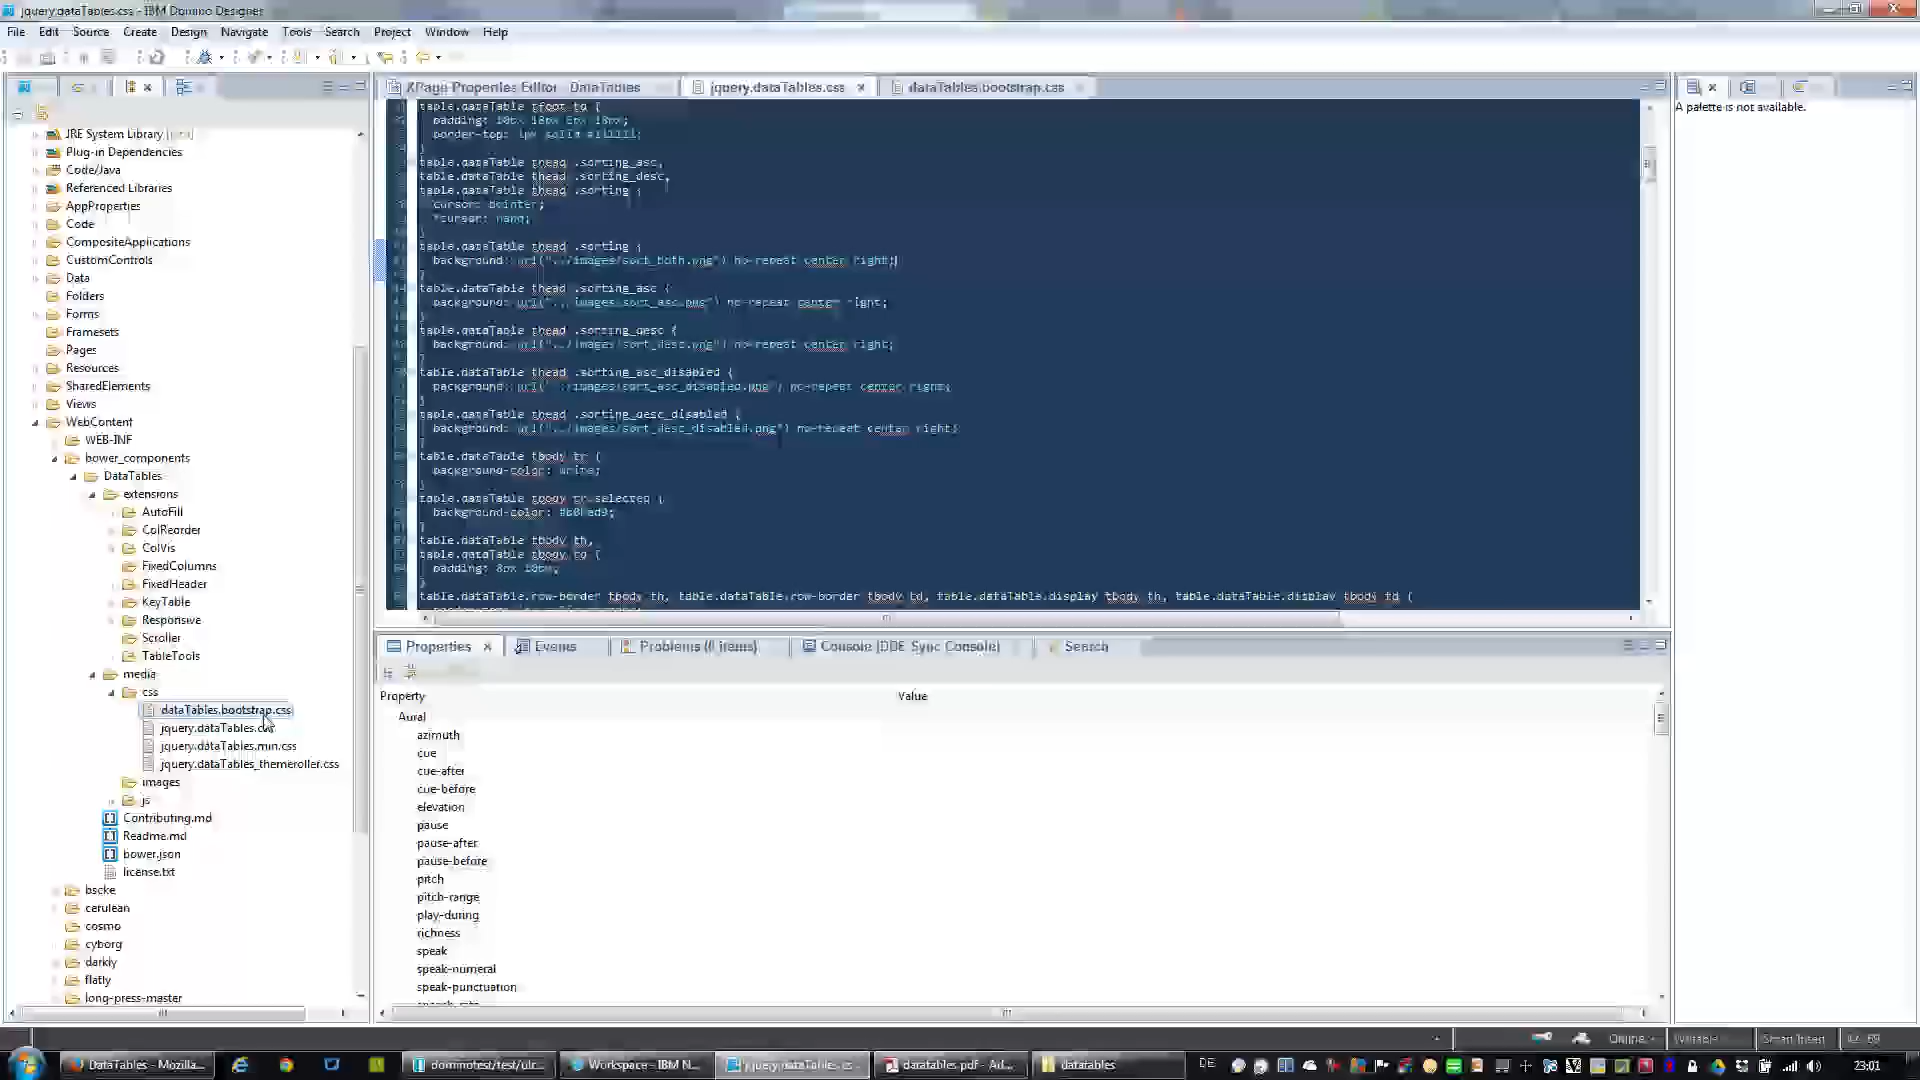 jquery.dataTables.css - IBM Domino Designer
File Edit Source Create Design Navigate Tools Search Project Window Help
XPage Properties Editor DataTables jquery.dataTables.css dataTables.bootstrap.css
A palette is not available.
JRE System Library
Plug-in Dependencies
Code/Java
Referenced Libraries
AppProperties
Code
CompositeApplications
CustomControls
Data
Folders
Forms
Framesets
Pages
Resources
SharedElements
Views
WebContent
WEB-INF
bower_components
DataTables
extensions
AutoFill
ColReorder
ColVis
FixedColumns
FixedHeader
KeyTable
Responsive
Scroller
TableTools
media
css
dataTables.bootstrap.css
jquery.dataTables.css
jquery.dataTables.min.css
jquery.dataTables_themeroller.css
images
js
Contributing.md
Readme.md
bower.json
license.txt
bscke
cerulean
cosmo
cyborg
darkly
flatly
long-press-master
table.dataTable tfoot td {
padding: 10px 18px 6px 18px;
border-top: 1px solid #111111;
}
table.dataTable thead .sorting_asc,
table.dataTable thead .sorting_desc,
table.dataTable thead .sorting {
cursor: pointer;
*cursor: hand;
}
table.dataTable thead .sorting {
background: url("../images/sort_both.png") no-repeat center right;
}
table.dataTable thead .sorting_asc {
background: url("../images/sort_asc.png") no-repeat center right;
}
table.dataTable thead .sorting_desc {
background: url("../images/sort_desc.png") no-repeat center right;
}
table.dataTable thead .sorting_asc_disabled {
background: url("../images/sort_asc_disabled.png") no-repeat center right;
}
table.dataTable thead .sorting_desc_disabled {
background: url("../images/sort_desc_disabled.png") no-repeat center right;
}
table.dataTable tbody tr {
background-color: white;
}
table.dataTable tbody tr.selected {
background-color: #b0bed9;
}
table.dataTable tbody th,
table.dataTable tbody td {
padding: 8px 10px;
}
table.dataTable.row-border tbody th, table.dataTable.row-border tbody td, table.dataTable.display tbody th, table.dataTable.display tbody td {
Properties Events Problems (0 items) Console (DDE Sync Console) Search
Property Value
Aural
azimuth
cue
cue-after
cue-before
elevation
pause
pause-after
pause-before
pitch
pitch-range
play-during
richness
speak
speak-numeral
speak-punctuation
Online Writable Smart Insert
DataTables - Mozilla... dominotest/test/ulrc... Workspace - IBM N... jquery.dataTables.cs... datatables.pdf - Ad... datatables DE 23:01